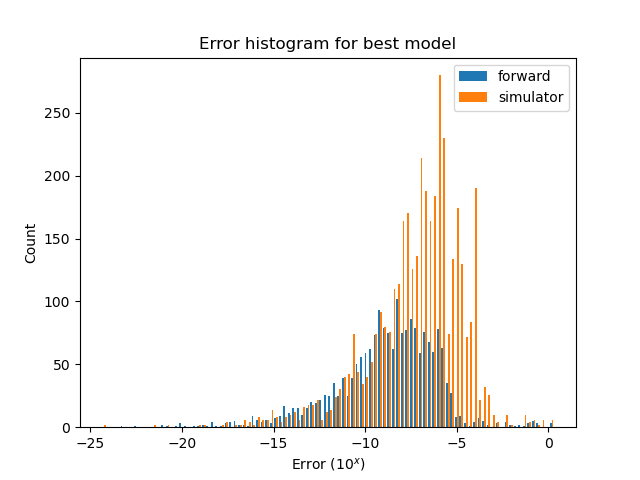 Error histogram for best model
forward
simulator
250
200
150
100
50
0
Count
−25 −20 −15 −10 −5 0
Error (10^x)